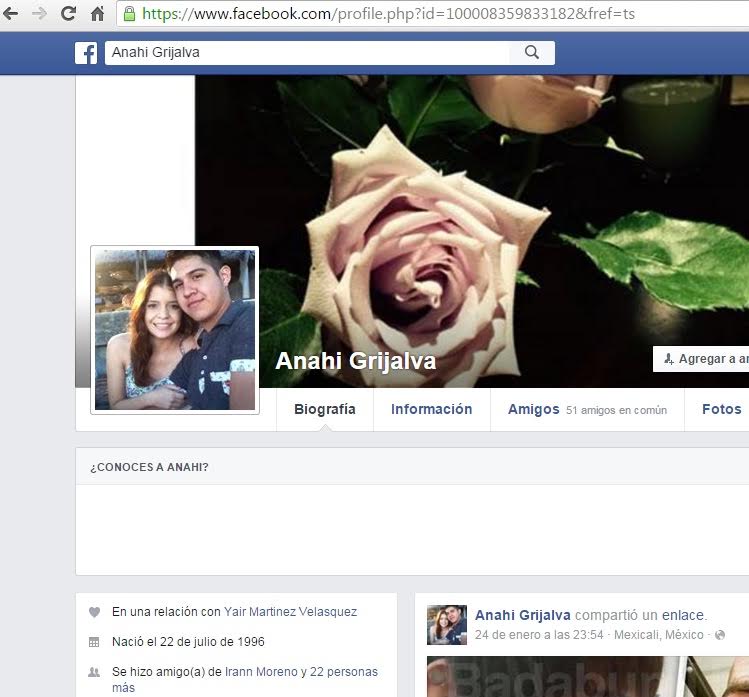 https://www.facebook.com/profile.php?id=100008359833182&fref=ts
Anahi Grijalva
Anahi Grijalva
Agregar a
Biografía Información Amigos 51 amigos en común Fotos
¿CONOCES A ANAHI?
En una relación con Yair Martinez Velasquez
Nació el 22 de julio de 1996
Se hizo amigo(a) de Irann Moreno y 22 personas
más
Anahi Grijalva compartió un enlace.
24 de enero a las 23:54 · Mexicali, México ·